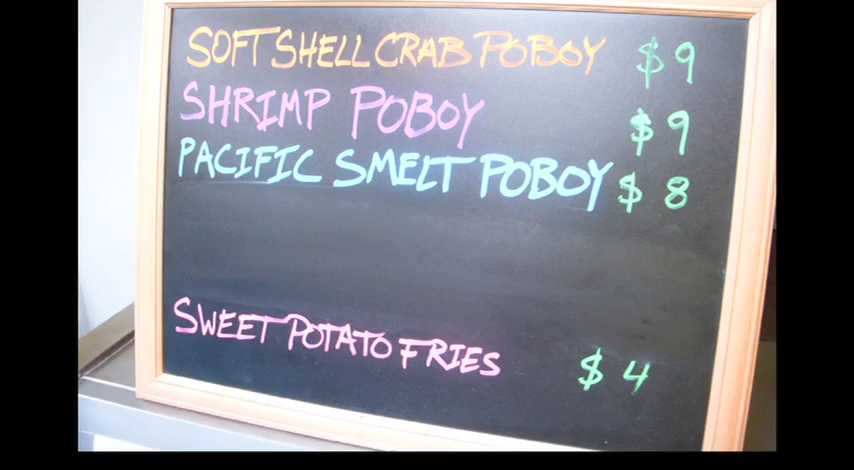 SOFT SHELL CRAB POBOY $9
SHRIMP POBOY $9
PACIFIC SMELT POBOY $8
SWEET POTATO FRIES $4